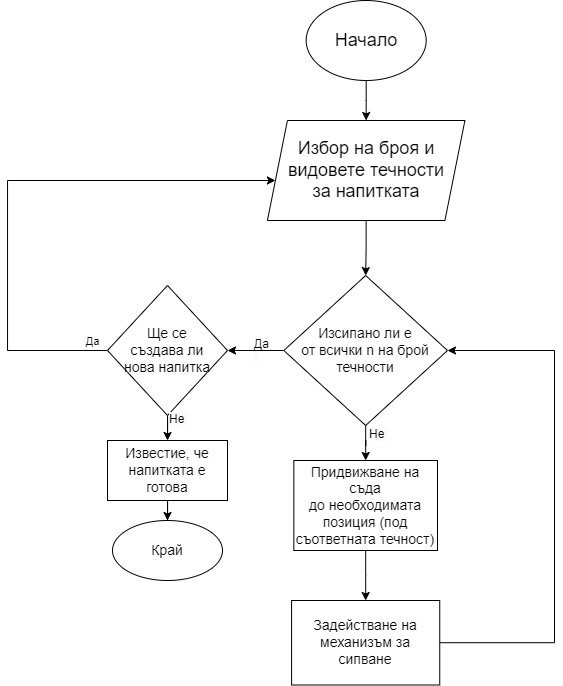 Начало
Избор на броя и
видовете течности
за напитката
Ще се
създава ли
нова напитка
Да
Да
Изсипано ли е
от всички n на брой
течности
Не
Не
Известие, че
напитката е
готова
Придвижване на
съда
до необходимата
позиция (под
съответната течност)
Край
Задействане на
механизъм за
сипване